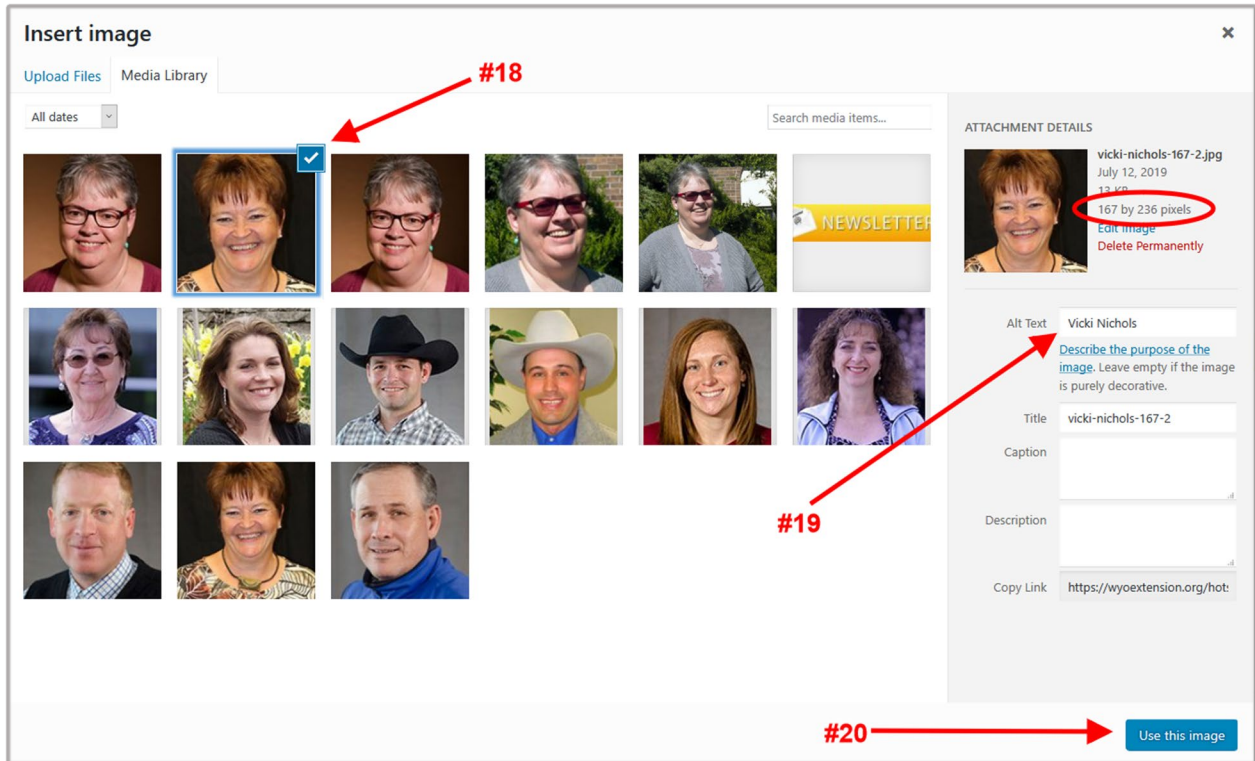 Insert image
Upload Files
Media Library
#18
All dates
Search media items...
NEWSLETTER
ATTACHMENT DETAILS
vicki-nichols-167-2.jpg
July 12, 2019
13 KB
167 by 236 pixels
Edit Image
Delete Permanently
Alt Text
Vicki Nichols
Describe the purpose of the
image. Leave empty if the image
is purely decorative.
Title
vicki-nichols-167-2
Caption
#19
Description
Copy Link
https://wyoextension.org/hot
#20
Use this image